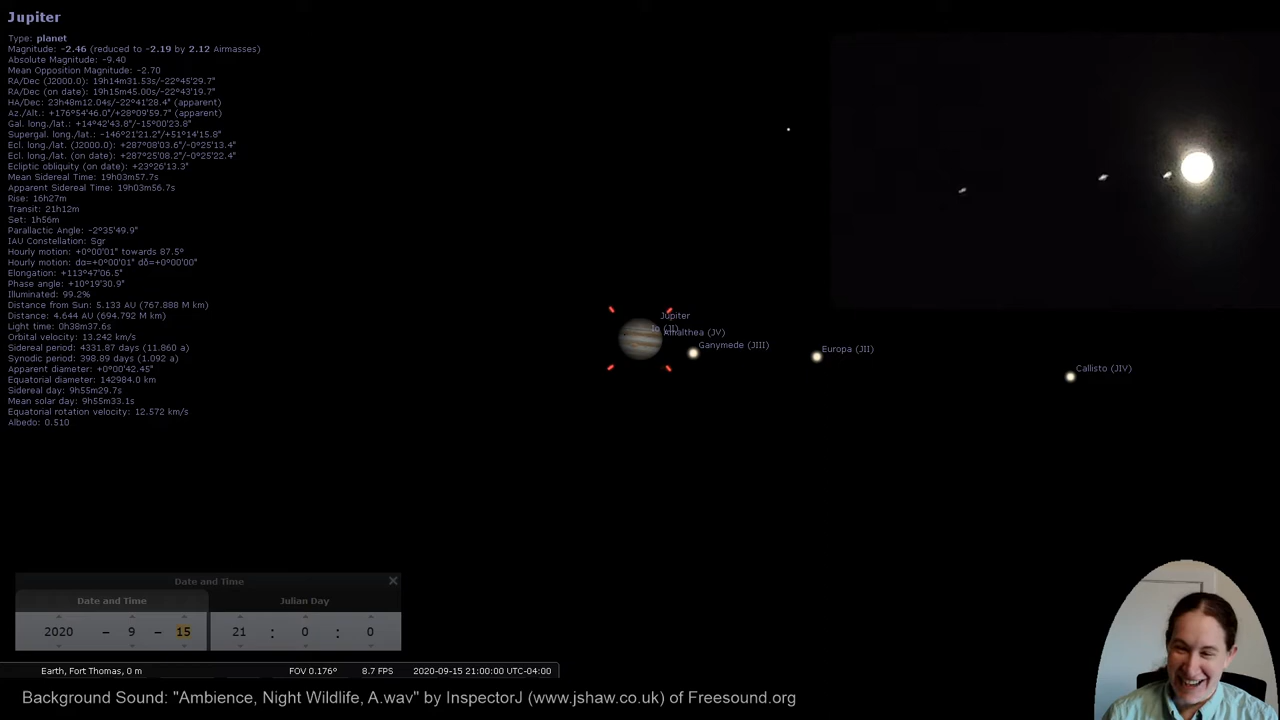 Jupiter
Type: planet
Magnitude: -2.46 (reduced to -2.19 by 2.12 Airmasses)
Absolute Magnitude: -9.40
Mean Opposition Magnitude: -2.70
RA/Dec (J2000.0): 19h14m31.53s/-22°45'29.7"
RA/Dec (on date): 19h15m45.00s/-22°43'19.7"
HA/Dec: 23h48m12.04s/-22°41'28.4" (apparent)
Az./Alt.: +176°54'46.0"/+28°09'59.7" (apparent)
Gal. long./lat.: +14°42'43.8"/-15°00'23.8"
Supergal. long./lat.: -146°21'21.2"/+51°14'15.8"
Ecl. long./lat. (J2000.0): +287°08'03.6"/-0°25'13.4"
Ecl. long./lat. (on date): +287°25'08.2"/-0°25'22.4"
Ecliptic obliquity (on date): +23°26'13.3"
Mean Sidereal Time: 19h03m57.7s
Apparent Sidereal Time: 19h03m56.7s
Rise: 16h27m
Transit: 21h12m
Set: 1h56m
Parallactic Angle: -2°35'49.9"
IAU Constellation: Sgr
Hourly motion: +0°00'01" towards 87.5°
Hourly motion: dα=+0°00'01" dδ=+0°00'00"
Elongation: +113°47'06.5"
Phase angle: +10°19'30.9"
Illuminated: 99.2%
Distance from Sun: 5.133 AU (767.888 M km)
Distance: 4.644 AU (694.792 M km)
Light time: 0h38m37.6s
Orbital velocity: 13.242 km/s
Sidereal period: 4331.87 days (11.860 a)
Synodic period: 398.89 days (1.092 a)
Apparent diameter: +0°00'42.45"
Equatorial diameter: 142984.0 km
Sidereal day: 9h55m29.7s
Mean solar day: 9h55m33.1s
Equatorial rotation velocity: 12.572 km/s
Albedo: 0.510
Jupiter
Io (JI)
Amalthea (JV)
Ganymede (JIII)
Europa (JII)
Callisto (JIV)
Date and Time
Date and Time Julian Day
2020 - 9 - 15 21 : 0 : 0
Earth, Fort Thomas, 0 m FOV 0.176° 8.7 FPS 2020-09-15 21:00:00 UTC-04:00
Background Sound: "Ambience, Night Wildlife, A.wav" by InspectorJ (www.jshaw.co.uk) of Freesound.org